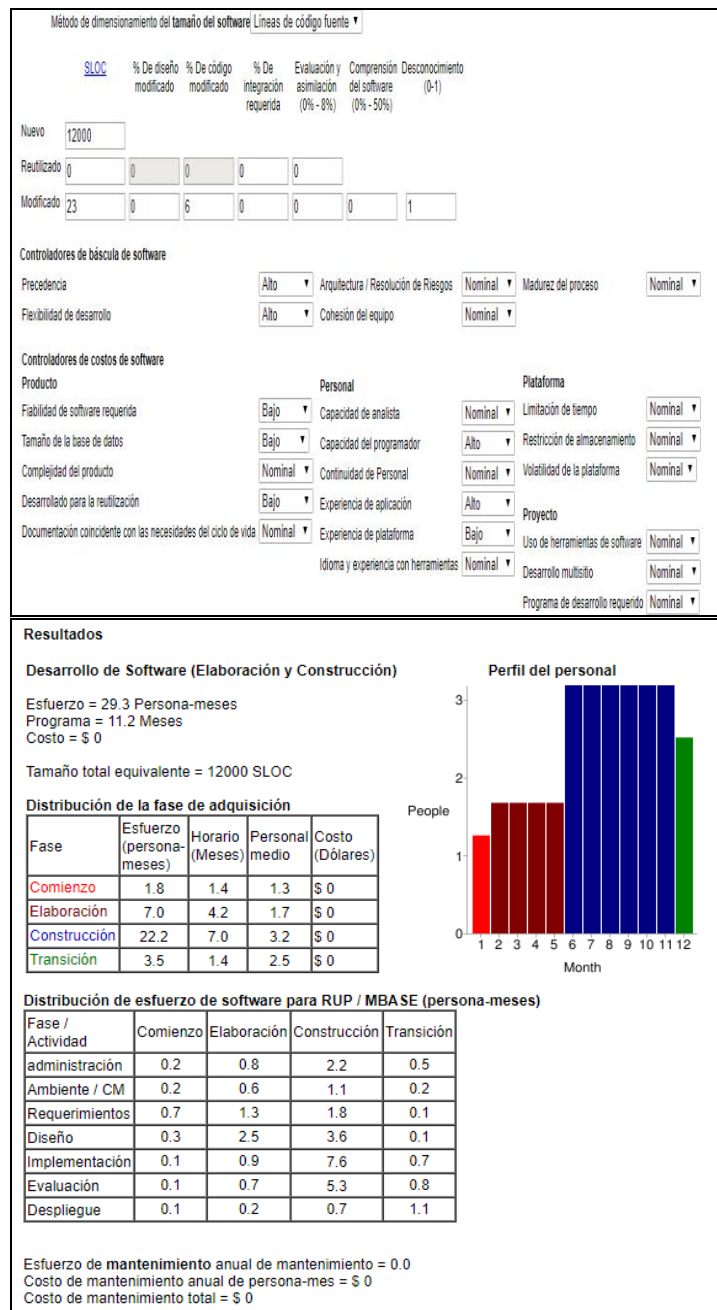 Método de dimensionamiento del tamaño del software Líneas de código fuente
SLOC % De diseño modificado % De código modificado % De integración requerida Evaluación y asimilación (0% - 8%) Comprensión del software (0% - 50%) Desconocimiento (0-1)
Nuevo 12000
Reutilizado 0 0 0 0 0
Modificado 23 0 6 0 0 0 1
Controladores de báscula de software
Precedencia Alto Arquitectura / Resolución de Riesgos Nominal Madurez del proceso Nominal
Flexibilidad de desarrollo Alto Cohesión del equipo Nominal
Controladores de costos de software
Producto
Fiabilidad de software requerida Bajo
Tamaño de la base de datos Bajo
Complejidad del producto Nominal
Desarrollado para la reutilización Bajo
Documentación coincidente con las necesidades del ciclo de vida Nominal
Personal
Capacidad de analista Nominal
Capacidad del programador Alto
Continuidad de Personal Nominal
Experiencia de aplicación Alto
Experiencia de plataforma Bajo
Idioma y experiencia con herramientas Nominal
Plataforma
Limitación de tiempo Nominal
Restricción de almacenamiento Nominal
Volatilidad de la plataforma Nominal
Proyecto
Uso de herramientas de software Nominal
Desarrollo multisitio Nominal
Programa de desarrollo requerido Nominal
Resultados
Desarrollo de Software (Elaboración y Construcción)
Esfuerzo = 29.3 Persona-meses
Programa = 11.2 Meses
Costo = $ 0
Tamaño total equivalente = 12000 SLOC
Distribución de la fase de adquisición
Fase Esfuerzo (persona-meses) Horario (Meses) Personal medio Costo (Dólares)
Comienzo 1.8 1.4 1.3 $ 0
Elaboración 7.0 4.2 1.7 $ 0
Construcción 22.2 7.0 3.2 $ 0
Transición 3.5 1.4 2.5 $ 0
Perfil del personal
3
2
People
1
0
1 2 3 4 5 6 7 8 9 10 11 12
Month
Distribución de esfuerzo de software para RUP / MBASE (persona-meses)
Fase / Actividad Comienzo Elaboración Construcción Transición
administración 0.2 0.8 2.2 0.5
Ambiente / CM 0.2 0.6 1.1 0.2
Requerimientos 0.7 1.3 1.8 0.1
Diseño 0.3 2.5 3.6 0.1
Implementación 0.1 0.9 7.6 0.7
Evaluación 0.1 0.7 5.3 0.8
Despliegue 0.1 0.2 0.7 1.1
Esfuerzo de mantenimiento anual de mantenimiento = 0.0
Costo de mantenimiento anual de persona-mes = $ 0
Costo de mantenimiento total = $ 0